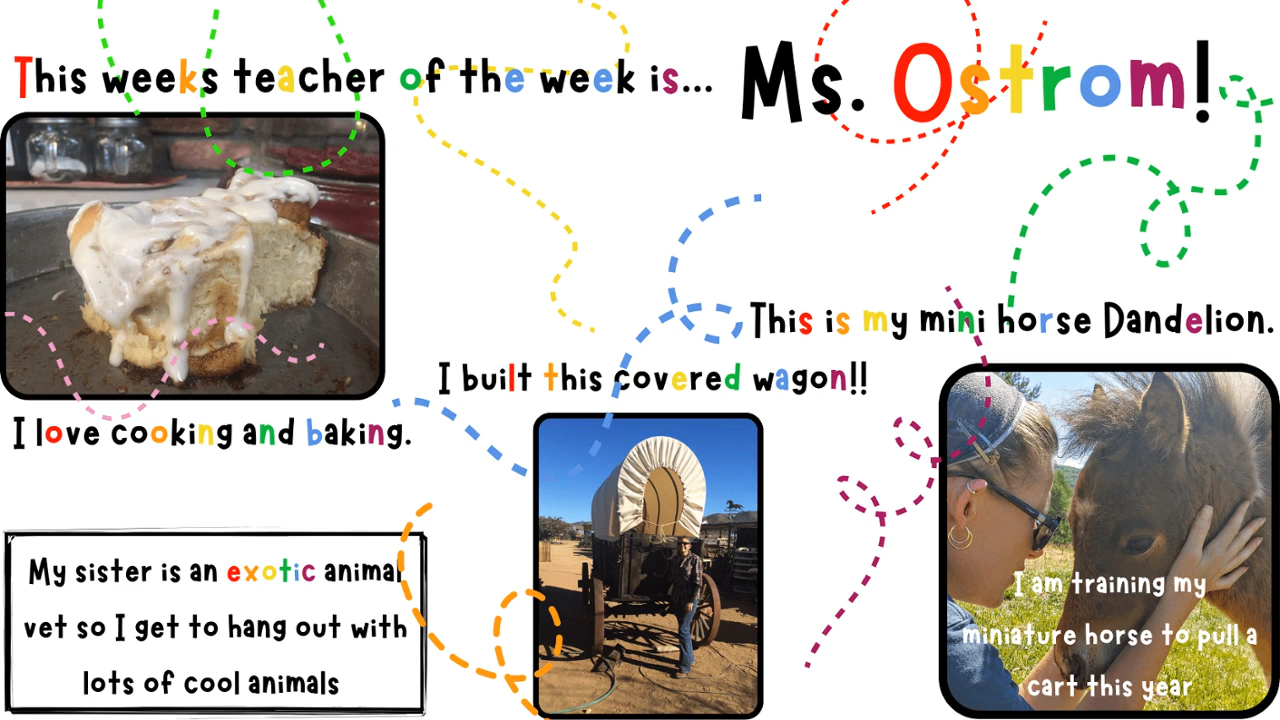 This weeks teacher of the week is...
Ms. Ostrom!
This is my mini horse Dandelion.
I built this covered wagon!!
I love cooking and baking.
My sister is an exotic animal
vet so I get to hang out with
lots of cool animals
I am training my
miniature horse to pull a
cart this year